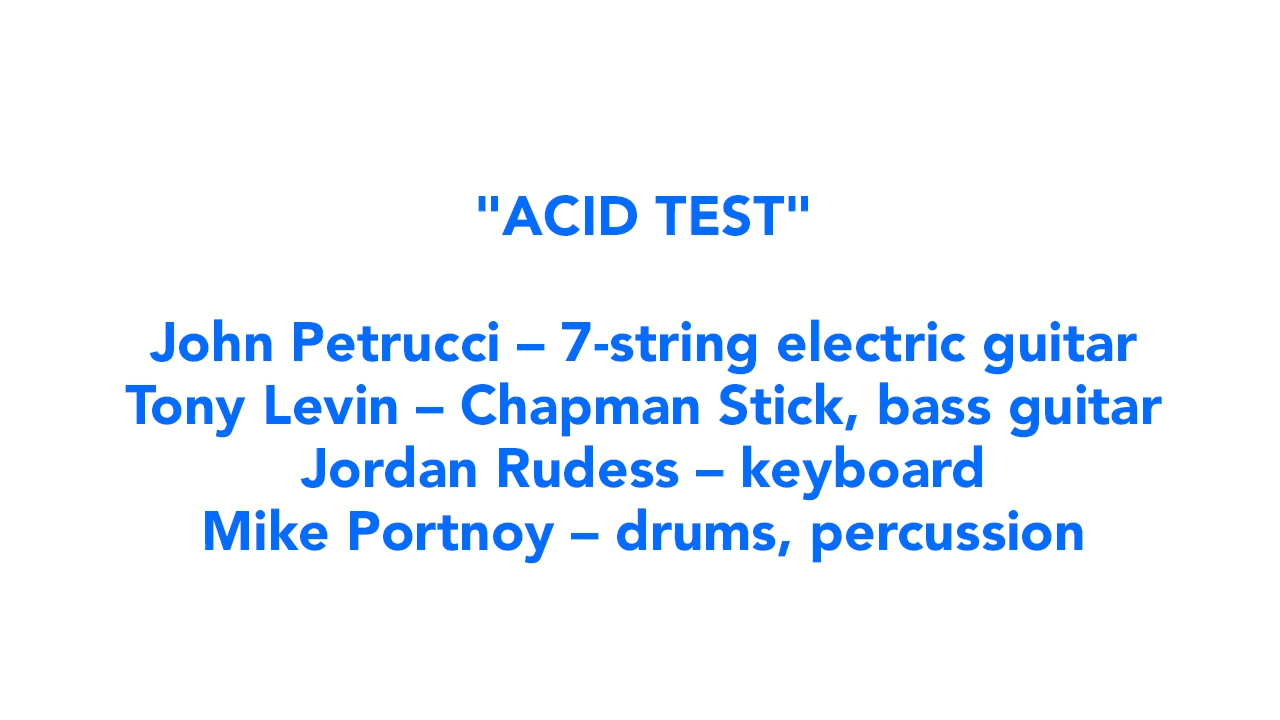 "ACID TEST"
John Petrucci – 7-string electric guitar
Tony Levin – Chapman Stick, bass guitar
Jordan Rudess – keyboard
Mike Portnoy – drums, percussion